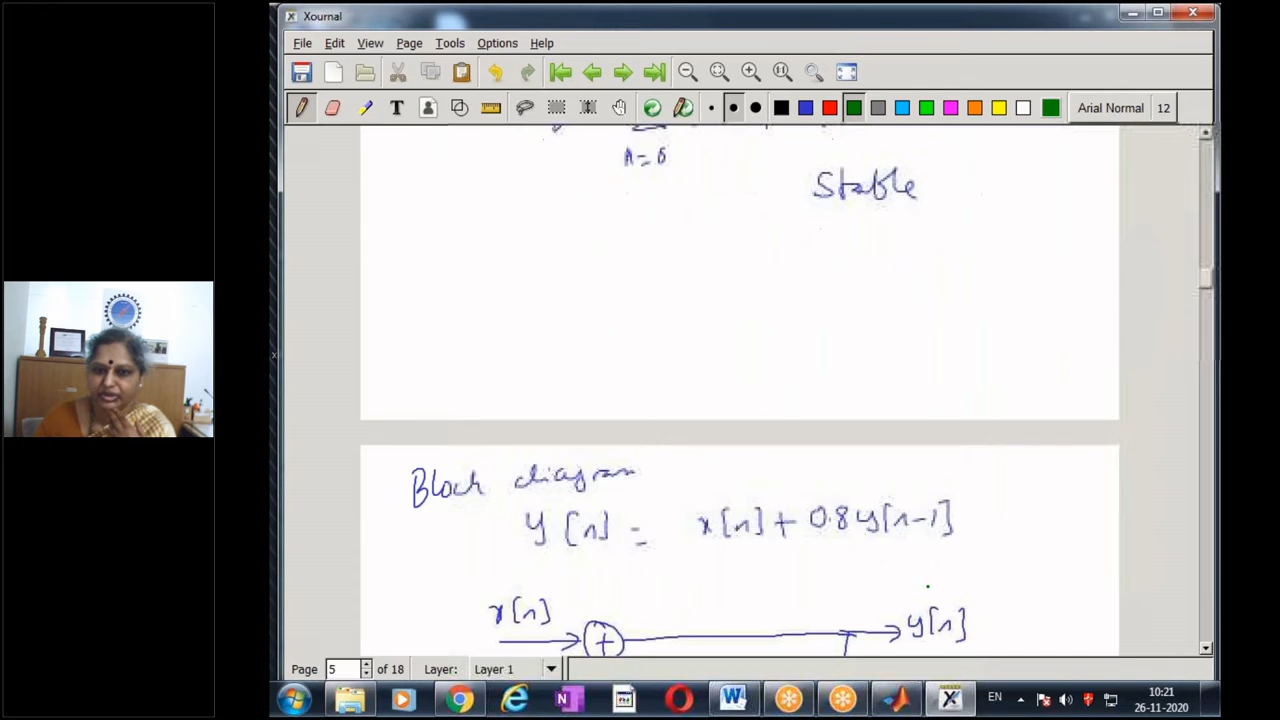 Xournal
File Edit View Page Tools Options Help
Arial Normal 12
n=0
Stable
Block diagram
y[n] = x[n] + 0.8y[n-1]
x[n]
+
y[n]
Page 5 of 18 Layer: Layer 1
EN
10:21
26-11-2020